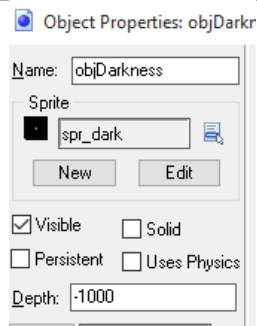 Object Properties: objDarkn
Name: objDarkness
Sprite
spr_dark
New Edit
Visible Solid
Persistent Uses Physics
Depth: -1000